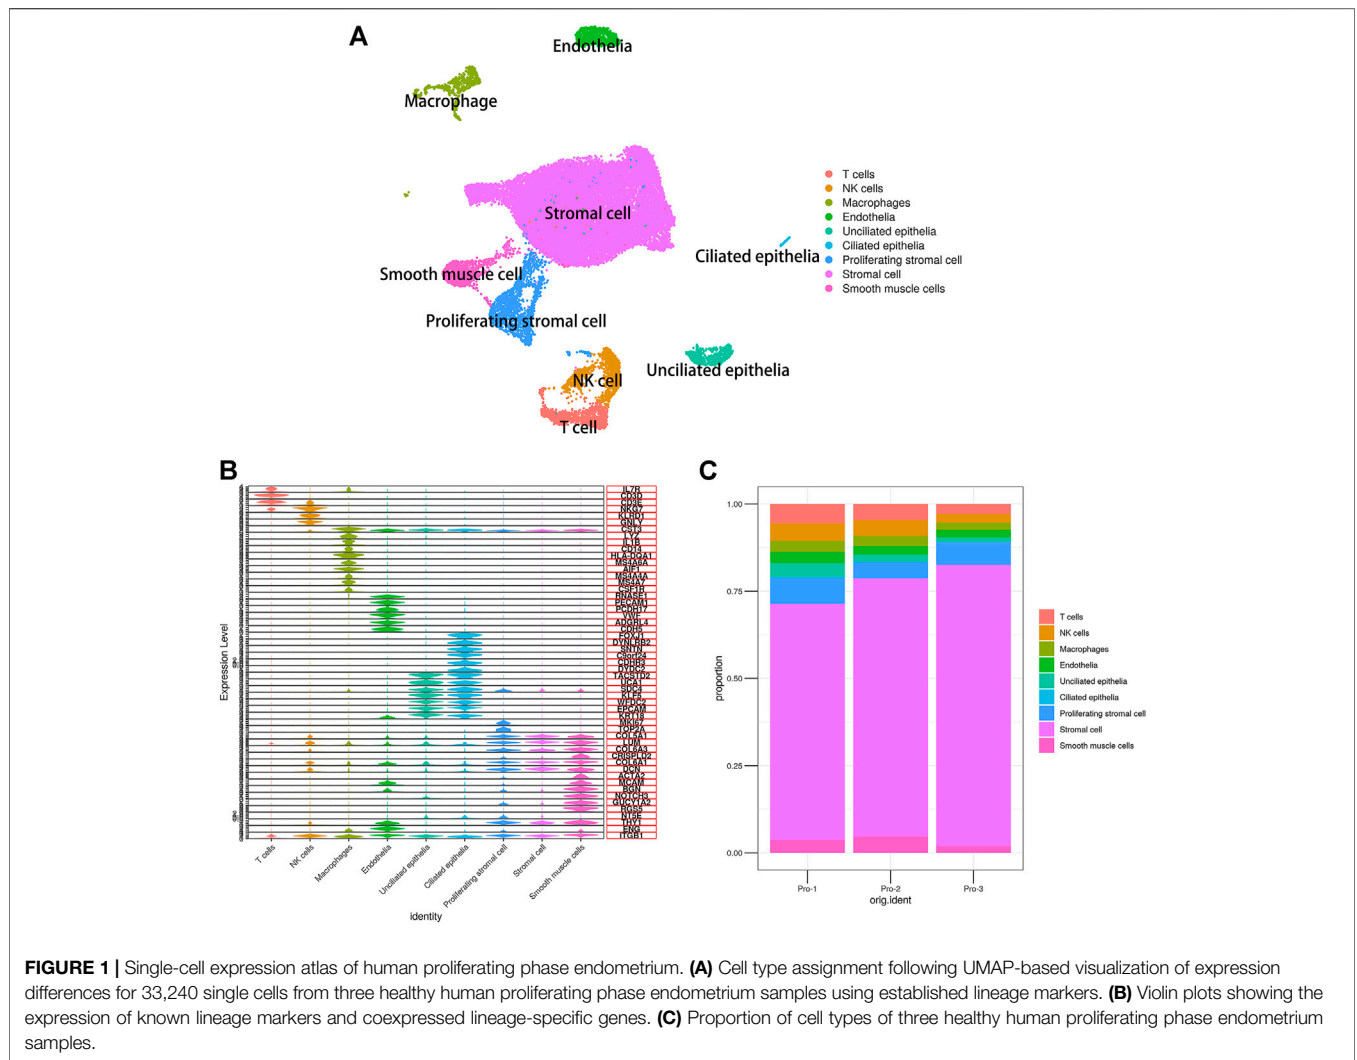 A
Endothelia
Macrophage
Stromal cell
Ciliated epithelia
Smooth muscle cell
Proliferating stromal cell
Unciliated epithelia
NK cell
T cell
T cells
NK cells
Macrophages
Endothelia
Unciliated epithelia
Ciliated epithelia
Proliferating stromal cell
Stromal cell
Smooth muscle cells
B
Expression Level
IL7R
CD3D
CD3E
NKG7
KLRD1
GNLY
CST3
LYZ
IL1B
CD14
HLA-DQA1
MS4A6A
AIF1
MS4A4A
MS4A7
CSF1R
RNASE1
PECAM1
PCDH17
VWF
ADGRL4
CDH5
FOXJ1
DYNLRB2
SNTN
C9orf24
CDHR3
DYDC2
TACSTD2
UCA1
SDC4
KLF5
WFDC2
EPCAM
KRT18
MKI67
TOP2A
COL5A1
LUM
COL6A3
CRISPLD2
COL6A1
DCN
ACTA2
MCAM
BGN
NOTCH3
GUCY1A2
RGS5
NT5E
THY1
ENG
ITGB1
T cells
NK cells
Macrophages
Endothelia
Unciliated epithelia
Ciliated epithelia
Proliferating stromal cell
Stromal cell
Smooth muscle cells
identity
C
proportion
1.00
0.75
0.50
0.25
0.00
Pro-1
Pro-2
Pro-3
orig.ident
T cells
NK cells
Macrophages
Endothelia
Unciliated epithelia
Ciliated epithelia
Proliferating stromal cell
Stromal cell
Smooth muscle cells
FIGURE 1 | Single-cell expression atlas of human proliferating phase endometrium. (A) Cell type assignment following UMAP-based visualization of expression
differences for 33,240 single cells from three healthy human proliferating phase endometrium samples using established lineage markers. (B) Violin plots showing the
expression of known lineage markers and coexpressed lineage-specific genes. (C) Proportion of cell types of three healthy human proliferating phase endometrium
samples.